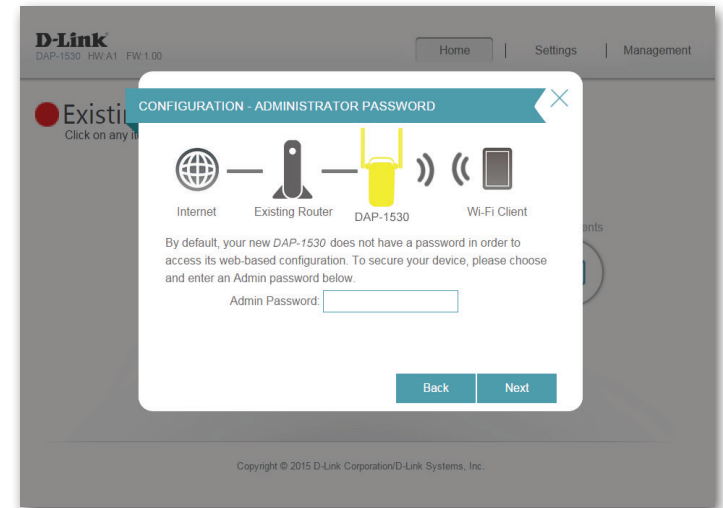 D-Link
DAP-1530 HW:A1 FW:1.00
Home | Settings | Management
Click on any
CONFIGURATION - ADMINISTRATOR PASSWORD
Internet
Existing Router
DAP-1530
Wi-Fi Client
By default, your new DAP-1530 does not have a password in order to
access its web-based configuration. To secure your device, please choose
and enter an Admin password below.
Admin Password:
Back
Next
Copyright © 2015 D-Link Corporation/D-Link Systems, Inc.